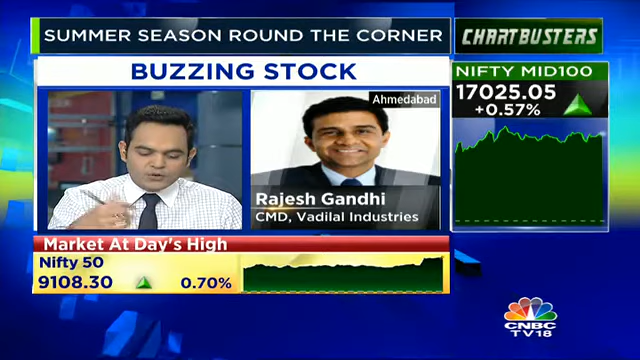 SUMMER SEASON ROUND THE CORNER
CHARTBUSTERS
BUZZING STOCK
NIFTY MID100
17025.05
+0.57%
Ahmedabad
Rajesh Gandhi
CMD, Vadilal Industries
Market At Day's High
Nifty 50
9108.30
0.70%
CNBC
TV18